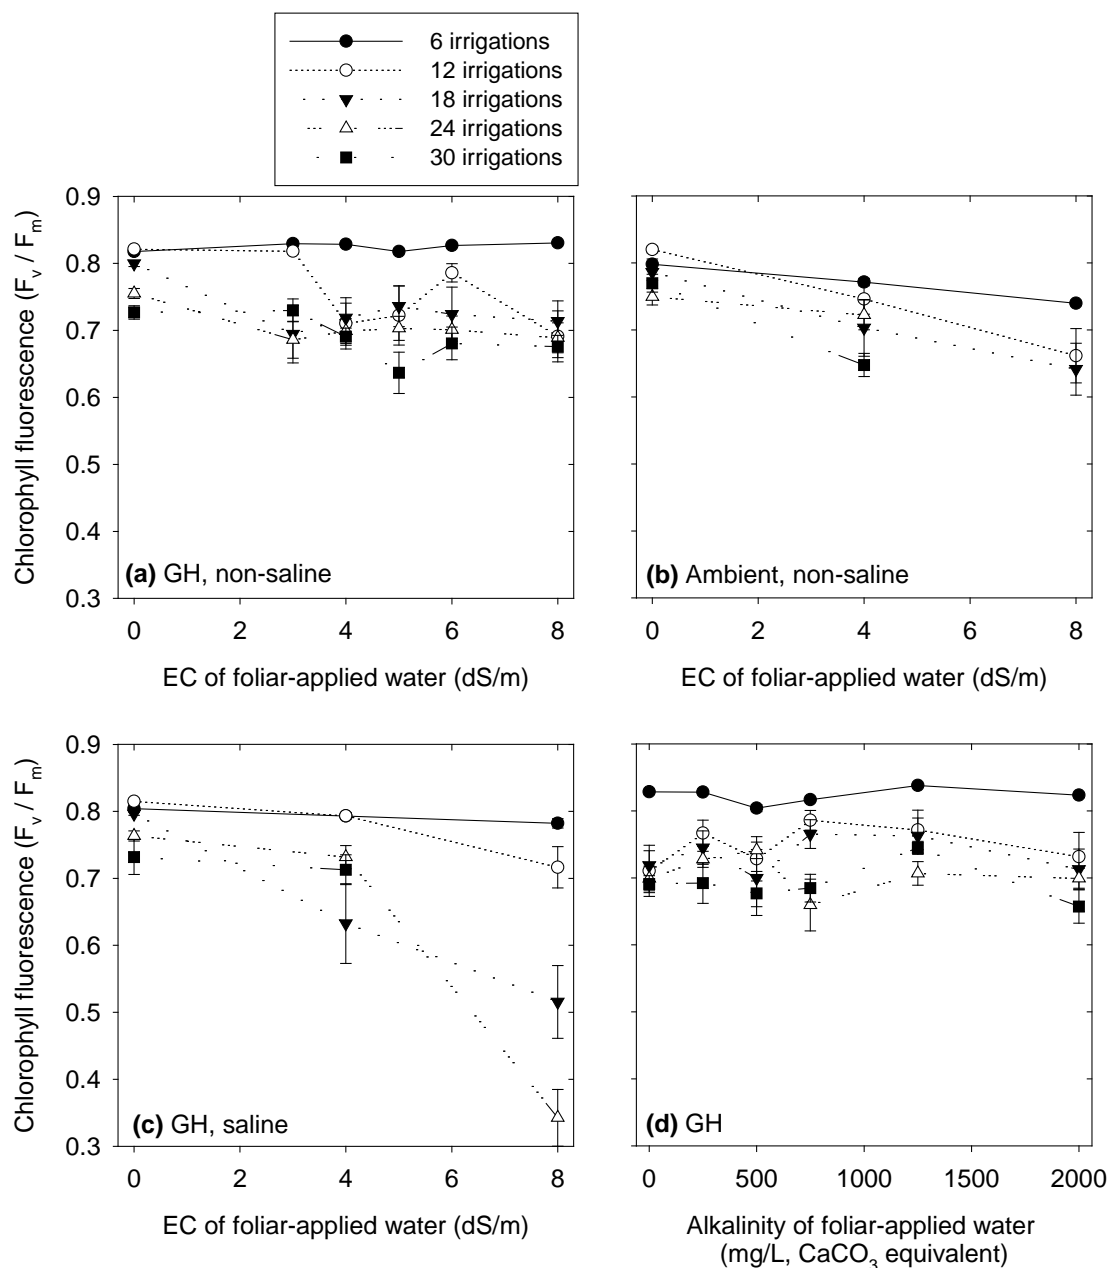 6 irrigations
12 irrigations
18 irrigations
24 irrigations
30 irrigations
Chlorophyll fluorescence (Fv / Fm)
0.9
0.8
0.7
0.6
0.5
0.4
0.3
(a) GH, non-saline
0 2 4 6 8
EC of foliar-applied water (dS/m)
(b) Ambient, non-saline
0 2 4 6 8
EC of foliar-applied water (dS/m)
Chlorophyll fluorescence (Fv / Fm)
0.9
0.8
0.7
0.6
0.5
0.4
0.3
(c) GH, saline
0 2 4 6 8
EC of foliar-applied water (dS/m)
(d) GH
0 500 1000 1500 2000
Alkalinity of foliar-applied water
(mg/L, CaCO3 equivalent)